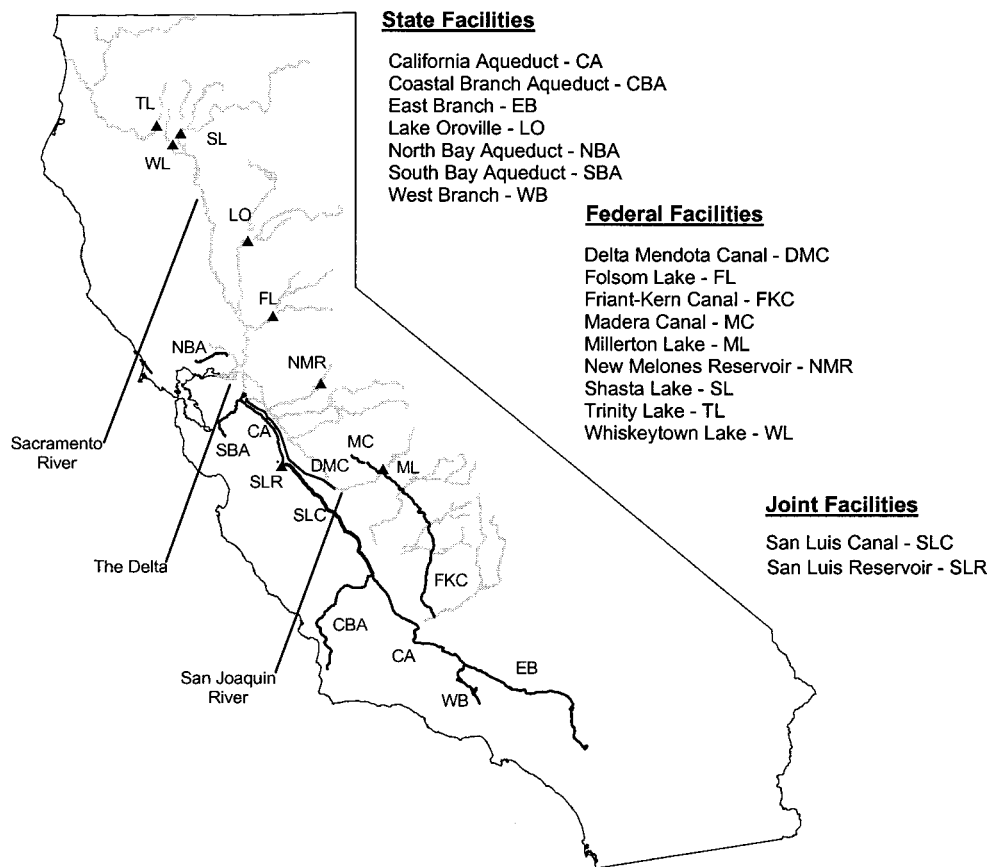 State Facilities
California Aqueduct - CA
Coastal Branch Aqueduct - CBA
East Branch - EB
Lake Oroville - LO
North Bay Aqueduct - NBA
South Bay Aqueduct - SBA
West Branch - WB
Federal Facilities
Delta Mendota Canal - DMC
Folsom Lake - FL
Friant-Kern Canal - FKC
Madera Canal - MC
Millerton Lake - ML
New Melones Reservoir - NMR
Shasta Lake - SL
Trinity Lake - TL
Whiskeytown Lake - WL
Joint Facilities
San Luis Canal - SLC
San Luis Reservoir - SLR
TL
SL
WL
LO
FL
NBA
NMR
Sacramento
River
SBA
CA
MC
DMC
ML
SLR
SLC
The Delta
FKC
CBA
CA
San Joaquin
River
EB
WB